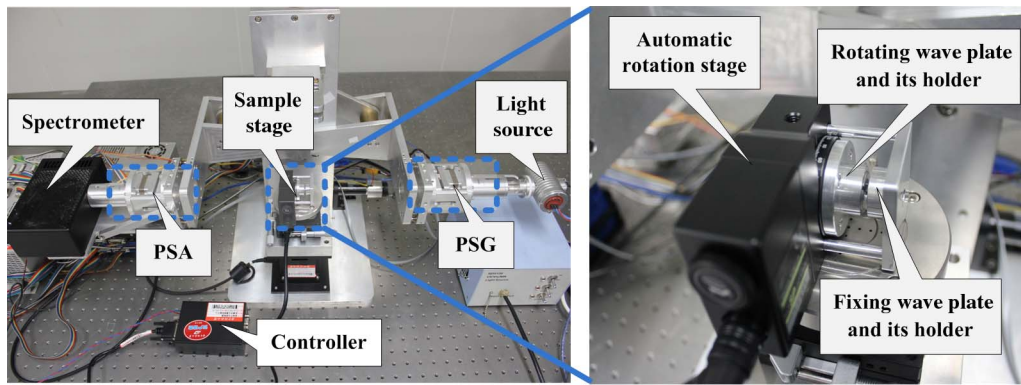 Spectrometer
Sample
stage
Light
source
PSA
PSG
Controller
Automatic
rotation stage
Rotating wave plate
and its holder
Fixing wave plate
and its holder